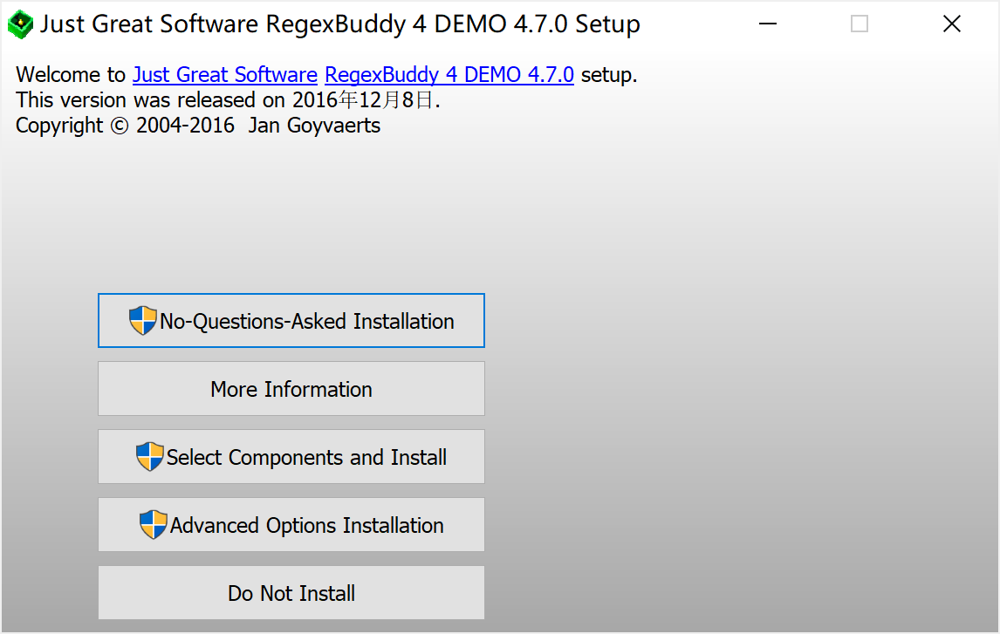 Just Great Software RegexBuddy 4 DEMO 4.7.0 Setup
Welcome to Just Great Software RegexBuddy 4 DEMO 4.7.0 setup.
This version was released on 2016年12月8日.
Copyright © 2004-2016  Jan Goyvaerts
No-Questions-Asked Installation
More Information
Select Components and Install
Advanced Options Installation
Do Not Install